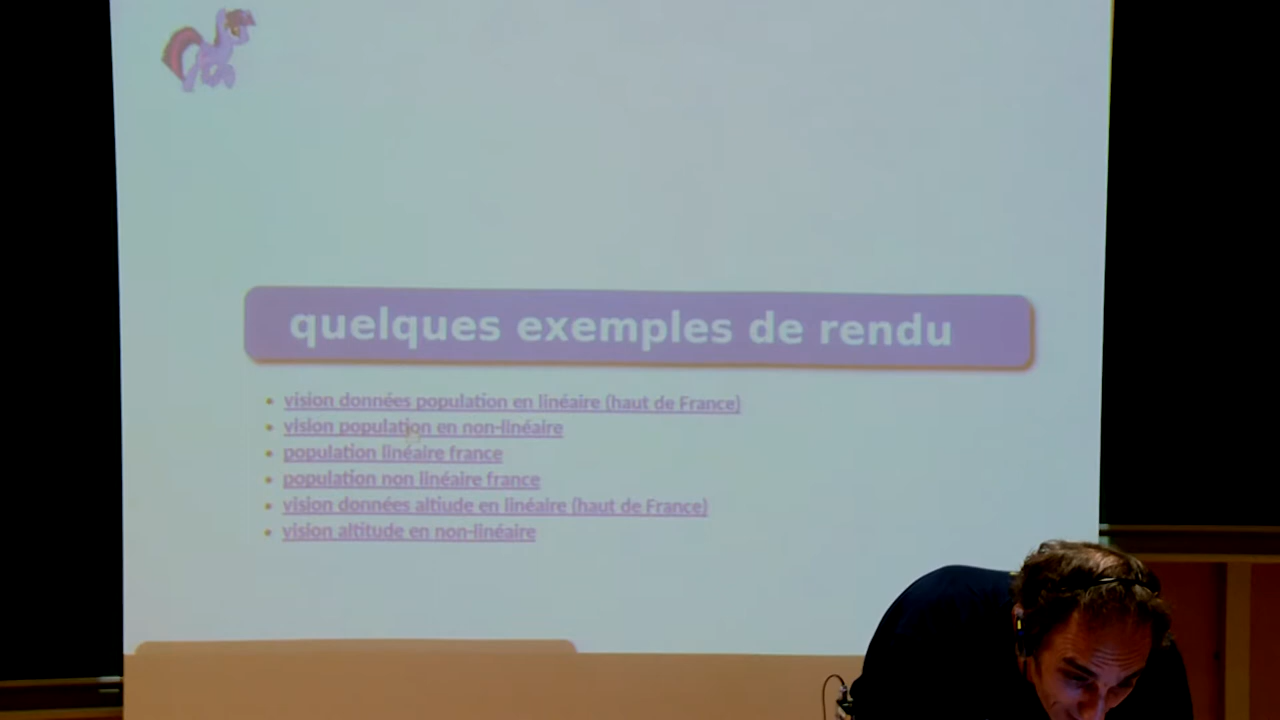 quelques exemples de rendu
vision données population en linéaire (haut de France)
vision population en non-linéaire
population linéaire france
population non linéaire france
vision données altiude en linéaire (haut de France)
vision altitude en non-linéaire